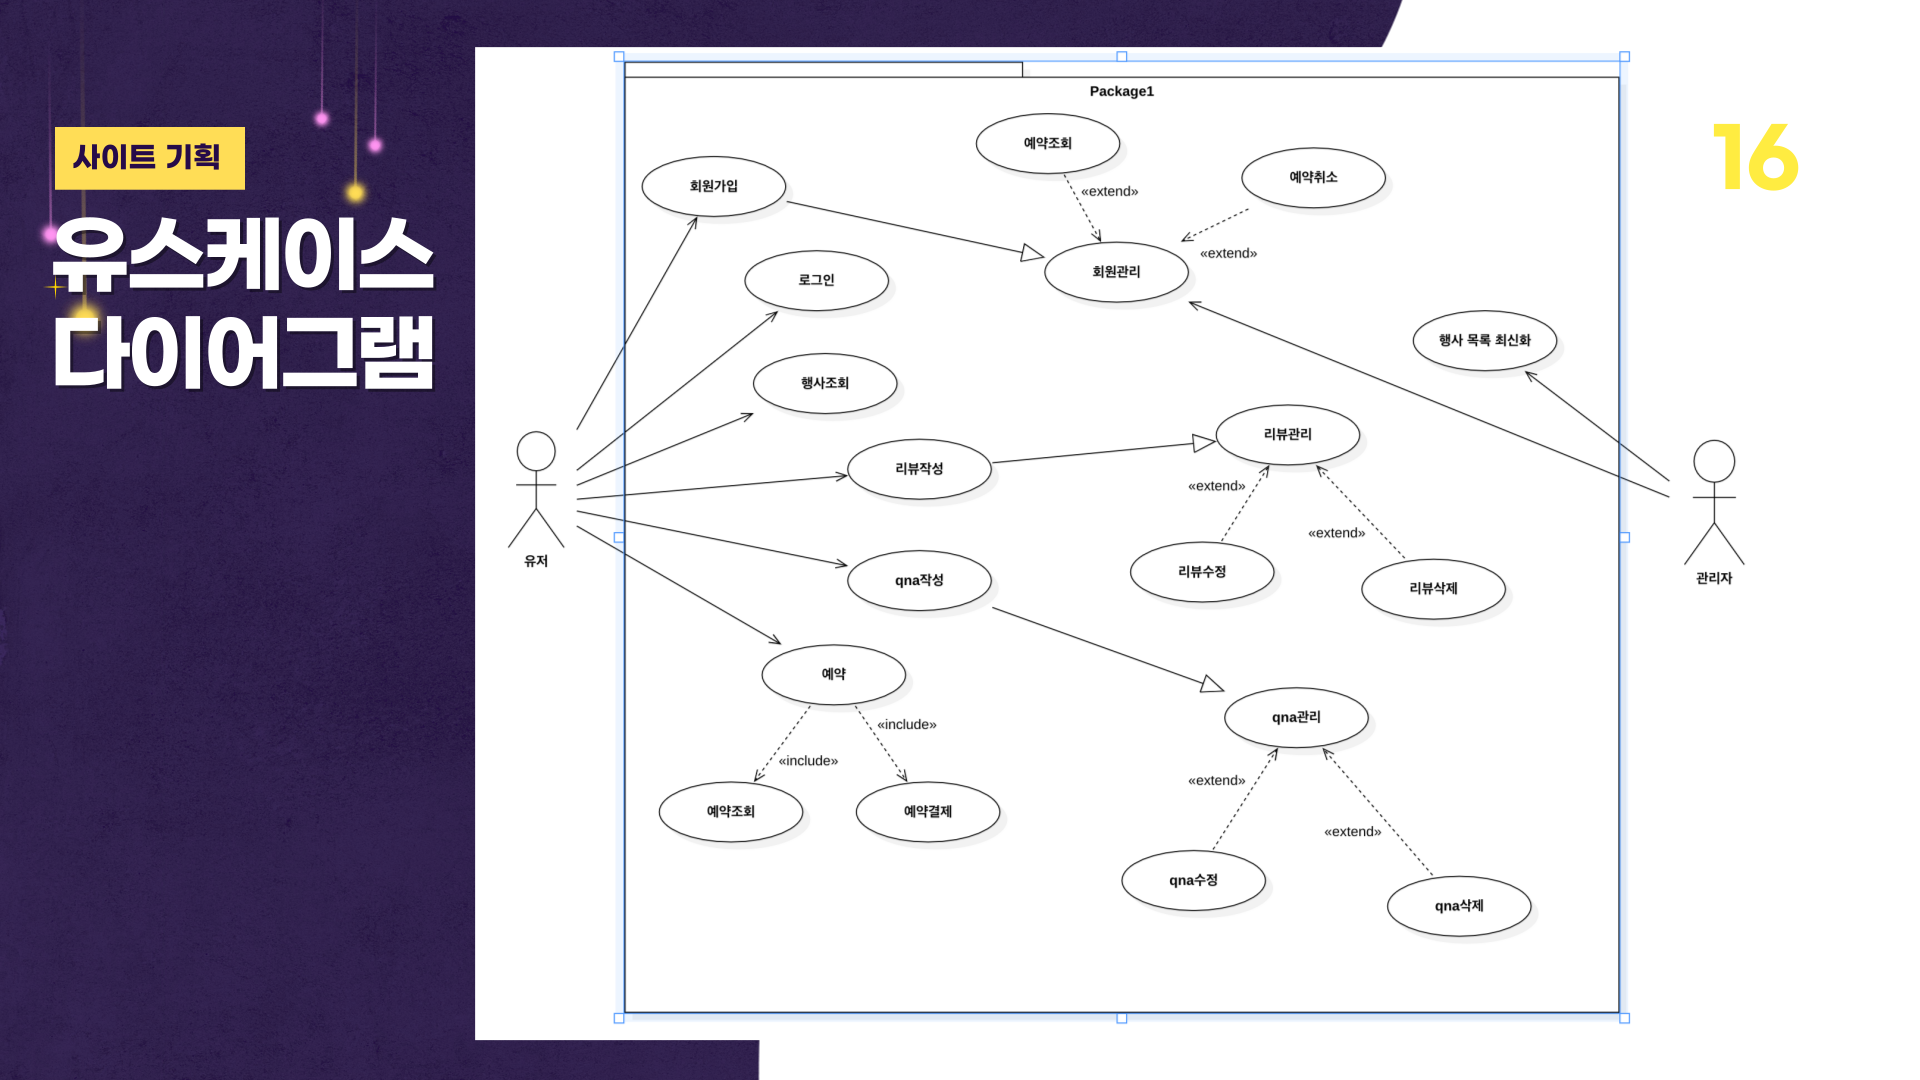 사이트 기획
유스케이스
다이어그램
16
Package1
예약조회
예약취소
회원가입
«extend»
«extend»
회원관리
로그인
행사 목록 최신화
행사조회
리뷰관리
리뷰작성
«extend»
«extend»
유저
리뷰수정
리뷰삭제
관리자
qna작성
예약
qna관리
«include»
«include»
«extend»
예약조회
예약결제
«extend»
qna수정
qna삭제